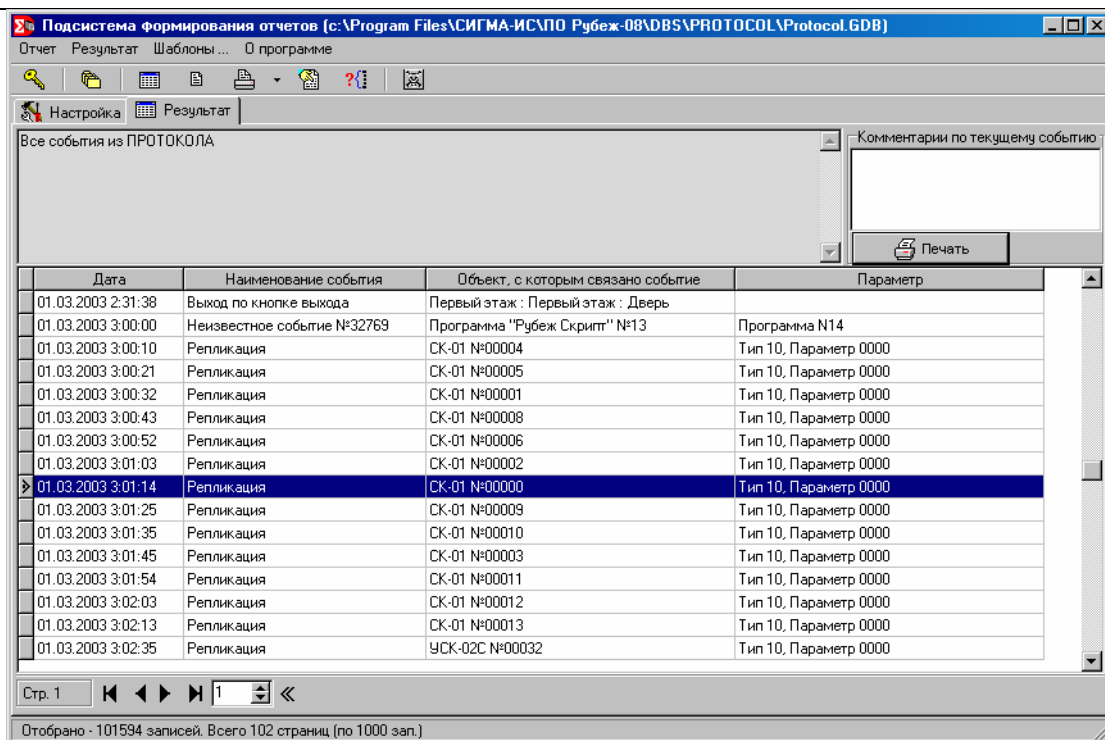 Подсистема формирования отчетов (c:\Program Files\СИГМА-ИС\ПО Рубеж-08\DBS\PROTOCOL\Protocol.GDB)
Отчет Результат Шаблоны ... О программе
Настройка Результат
Все события из ПРОТОКОЛА
Комментарии по текущему событию
Печать
Дата Наименование события Объект, с которым связано событие Параметр
01.03.2003 2:31:38 Выход по кнопке выхода Первый этаж : Первый этаж : Дверь
01.03.2003 3:00:00 Неизвестное событие №32769 Программа "Рубеж Скрипт" №13 Программа N14
01.03.2003 3:00:10 Репликация СК-01 №00004 Тип 10, Параметр 0000
01.03.2003 3:00:21 Репликация СК-01 №00005 Тип 10, Параметр 0000
01.03.2003 3:00:32 Репликация СК-01 №00001 Тип 10, Параметр 0000
01.03.2003 3:00:43 Репликация СК-01 №00008 Тип 10, Параметр 0000
01.03.2003 3:00:52 Репликация СК-01 №00006 Тип 10, Параметр 0000
01.03.2003 3:01:03 Репликация СК-01 №00002 Тип 10, Параметр 0000
01.03.2003 3:01:14 Репликация СК-01 №00000 Тип 10, Параметр 0000
01.03.2003 3:01:25 Репликация СК-01 №00009 Тип 10, Параметр 0000
01.03.2003 3:01:35 Репликация СК-01 №00010 Тип 10, Параметр 0000
01.03.2003 3:01:45 Репликация СК-01 №00003 Тип 10, Параметр 0000
01.03.2003 3:01:54 Репликация СК-01 №00011 Тип 10, Параметр 0000
01.03.2003 3:02:03 Репликация СК-01 №00012 Тип 10, Параметр 0000
01.03.2003 3:02:13 Репликация СК-01 №00013 Тип 10, Параметр 0000
01.03.2003 3:02:35 Репликация УСК-02С №00032 Тип 10, Параметр 0000
Стр. 1 1
Отобрано - 101594 записей. Всего 102 страниц (по 1000 зап.)